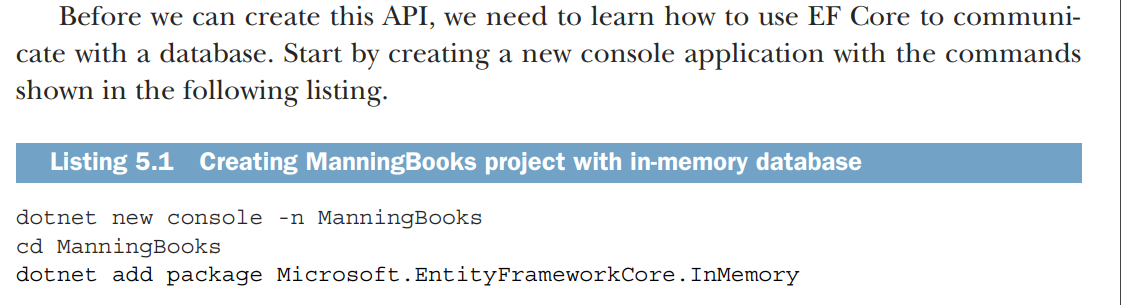 Before we can create this API, we need to learn how to use EF Core to communi-
cate with a database. Start by creating a new console application with the commands
shown in the following listing.
Listing 5.1 Creating ManningBooks project with in-memory database
dotnet new console -n ManningBooks
cd ManningBooks
dotnet add package Microsoft.EntityFrameworkCore.InMemory